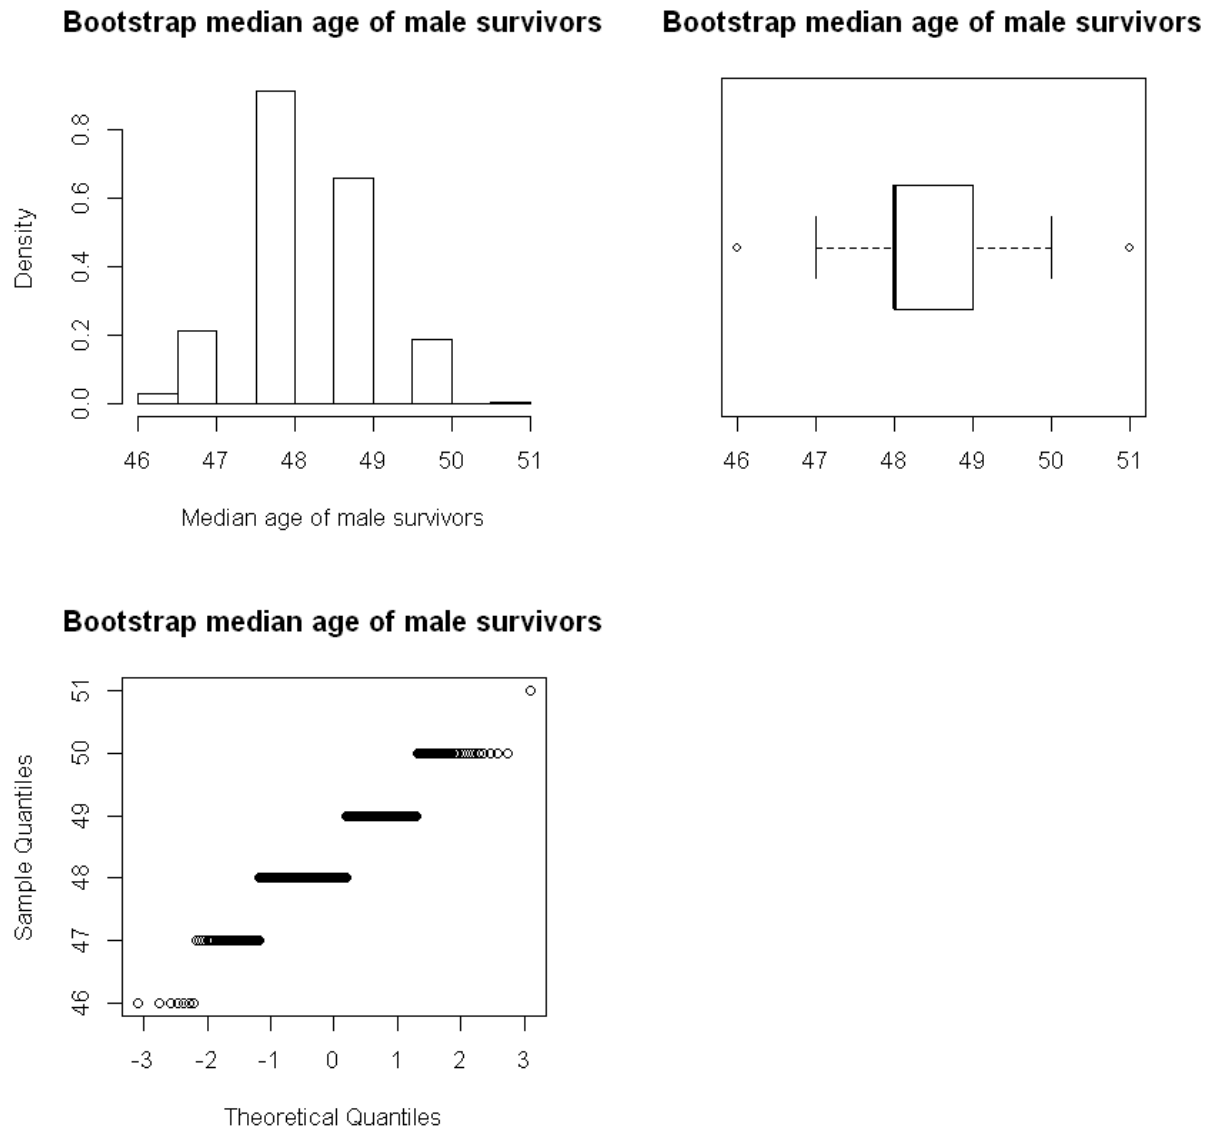 Bootstrap median age of male survivors
Density
0.0 0.2 0.4 0.6 0.8
46 47 48 49 50 51
Median age of male survivors
Bootstrap median age of male survivors
46 47 48 49 50 51
Bootstrap median age of male survivors
Sample Quantiles
46 47 48 49 50 51
-3 -2 -1 0 1 2 3
Theoretical Quantiles